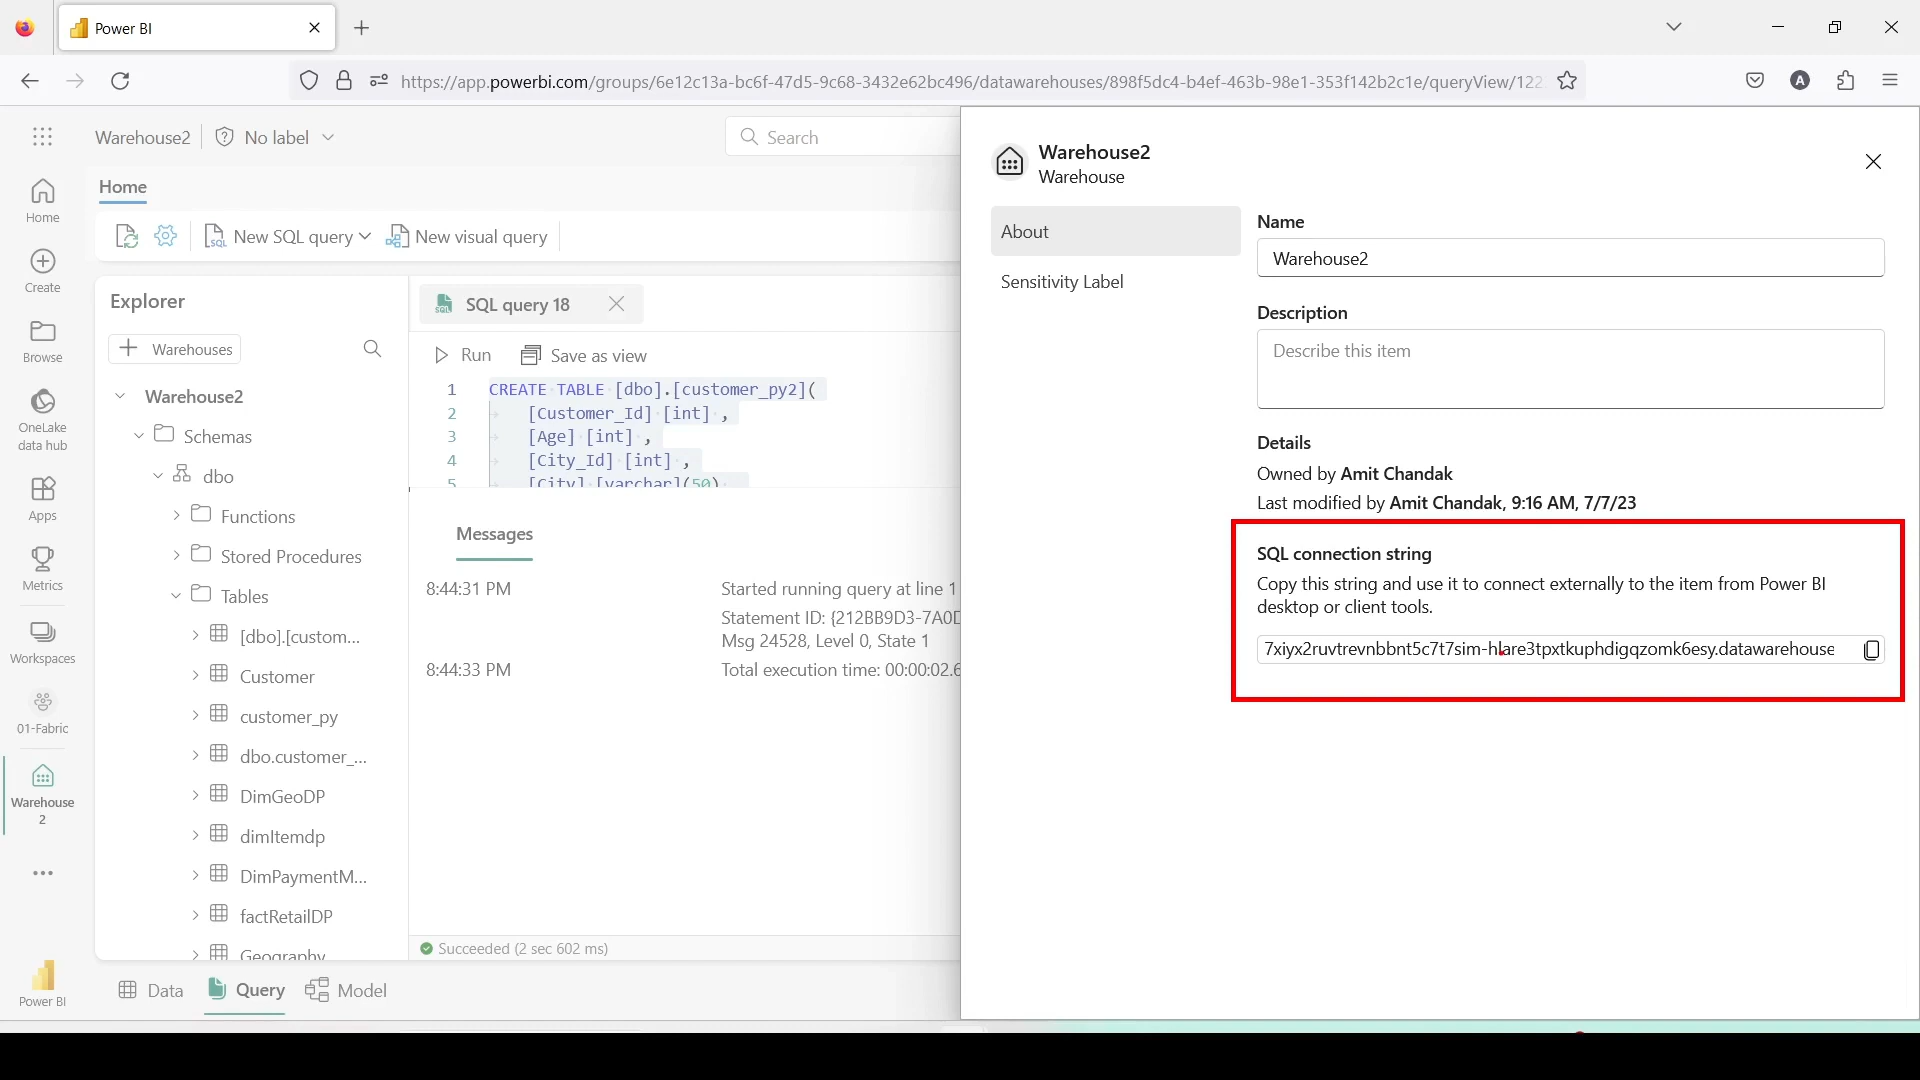 Power BI
https://app.powerbi.com/groups/6e12c13a-bc6f-47d5-9c68-3432e62bc496/datawarehouses/898f5dc4-b4ef-463b-98e1-353f142b2c1e/queryView/122
A
Warehouse2
No label
Search
Home
New SQL query
New visual query
Home
Create
Browse
OneLake
data hub
Apps
Metrics
Workspaces
01-Fabric
Warehouse
2
Power BI
Explorer
Warehouses
Warehouse2
Schemas
dbo
Functions
Stored Procedures
Tables
[dbo].[custom...
Customer
customer_py
dbo.customer_...
DimGeoDP
dimItemdp
DimPaymentM...
factRetailDP
Geography
Data
Query
Model
SQL query 18
Run
Save as view
1 CREATE TABLE [dbo].[customer_py2](
2 [Customer_Id] [int] ,
3 [Age] [int] ,
4 [City_Id] [int] ,
5 [City] [varchar](50)
Messages
8:44:31 PM Started running query at line 1
Statement ID: {212BB9D3-7A0D
Msg 24528, Level 0, State 1
8:44:33 PM Total execution time: 00:00:02.6
Succeeded (2 sec 602 ms)
Warehouse2
Warehouse
About
Sensitivity Label
Name
Warehouse2
Description
Describe this item
Details
Owned by Amit Chandak
Last modified by Amit Chandak, 9:16 AM, 7/7/23
SQL connection string
Copy this string and use it to connect externally to the item from Power BI
desktop or client tools.
7xiyx2ruvtrevnbbnt5c7t7sim-hlare3tpxtkuphdigqzomk6esy.datawarehouse